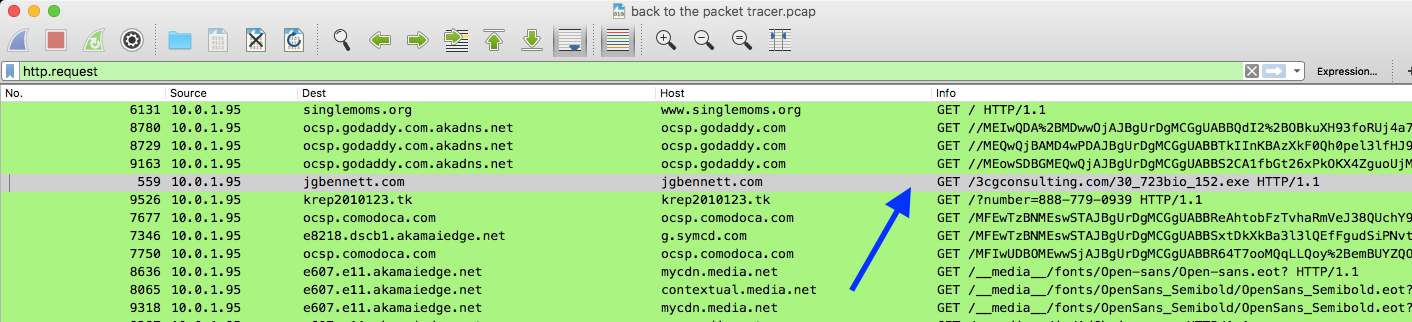 back to the packet tracer.pcap
http.request Expression...
No. Source Dest Host Info
6131 10.0.1.95 singlemoms.org www.singlemoms.org GET / HTTP/1.1
8780 10.0.1.95 ocsp.godaddy.com.akadns.net ocsp.godaddy.com GET //MEIwQDA%2BMDwwOjAJBgUrDgMCGgUABBQdI2%2BOBkuXH93foRUj4a7
8729 10.0.1.95 ocsp.godaddy.com.akadns.net ocsp.godaddy.com GET //MEQwQjBAMD4wPDAJBgUrDgMCGgUABBTkIInKBAzXkF0Qh0pel3lfHJ9
9163 10.0.1.95 ocsp.godaddy.com.akadns.net ocsp.godaddy.com GET //MEowSDBGMEQwQjAJBgUrDgMCGgUABBS2CA1fbGt26xPkOKX4ZguoUjM
559 10.0.1.95 jgbennett.com jgbennett.com GET /3cgconsulting.com/30_723bio_152.exe HTTP/1.1
9526 10.0.1.95 krep2010123.tk krep2010123.tk GET /?number=888-779-0939 HTTP/1.1
7677 10.0.1.95 ocsp.comodoca.com ocsp.comodoca.com GET /MFEwTzBNMEswSTAJBgUrDgMCGgUABBReAhtobFzTvhaRmVeJ38QUchY9
7346 10.0.1.95 e8218.dscb1.akamaiedge.net g.symcd.com GET /MFEwTzBNMEswSTAJBgUrDgMCGgUABBSxtDkXkBa3l3lQEfFgudSiPNvt
7750 10.0.1.95 ocsp.comodoca.com ocsp.comodoca.com GET /MFIwUDBOMEwwSjAJBgUrDgMCGgUABBR64T7ooMQqLLQoy%2BemBUYZQO
8636 10.0.1.95 e607.e11.akamaiedge.net mycdn.media.net GET /__media__/fonts/Open-sans/Open-sans.eot? HTTP/1.1
8065 10.0.1.95 e607.e11.akamaiedge.net contextual.media.net GET /__media__/fonts/OpenSans_Semibold/OpenSans_Semibold.eot?
9318 10.0.1.95 e607.e11.akamaiedge.net mycdn.media.net GET /__media__/fonts/OpenSans_Semibold/OpenSans_Semibold.eot?